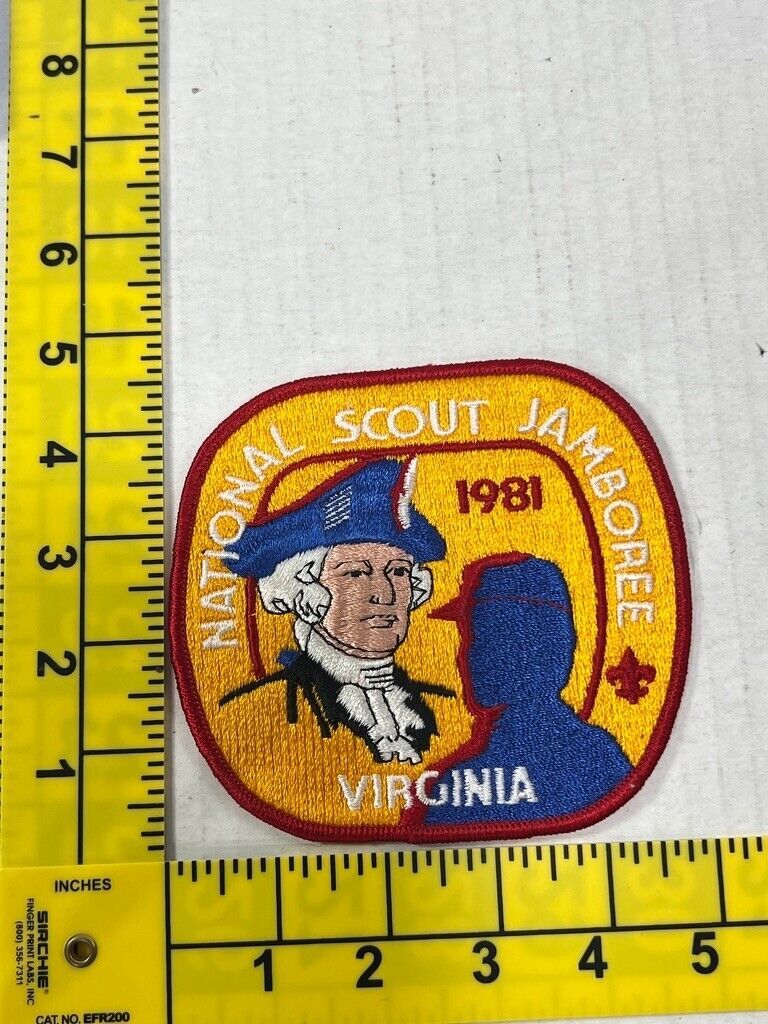 8
7
6
5
4
3
2
1
NATIONAL SCOUT JAMBOREE
1981
VIRGINIA
INCHES
SIRCHIE®
FINGER PRINT LABS, INC
(800) 356-7311
CAT. NO. EFR200
1 2 3 4 5